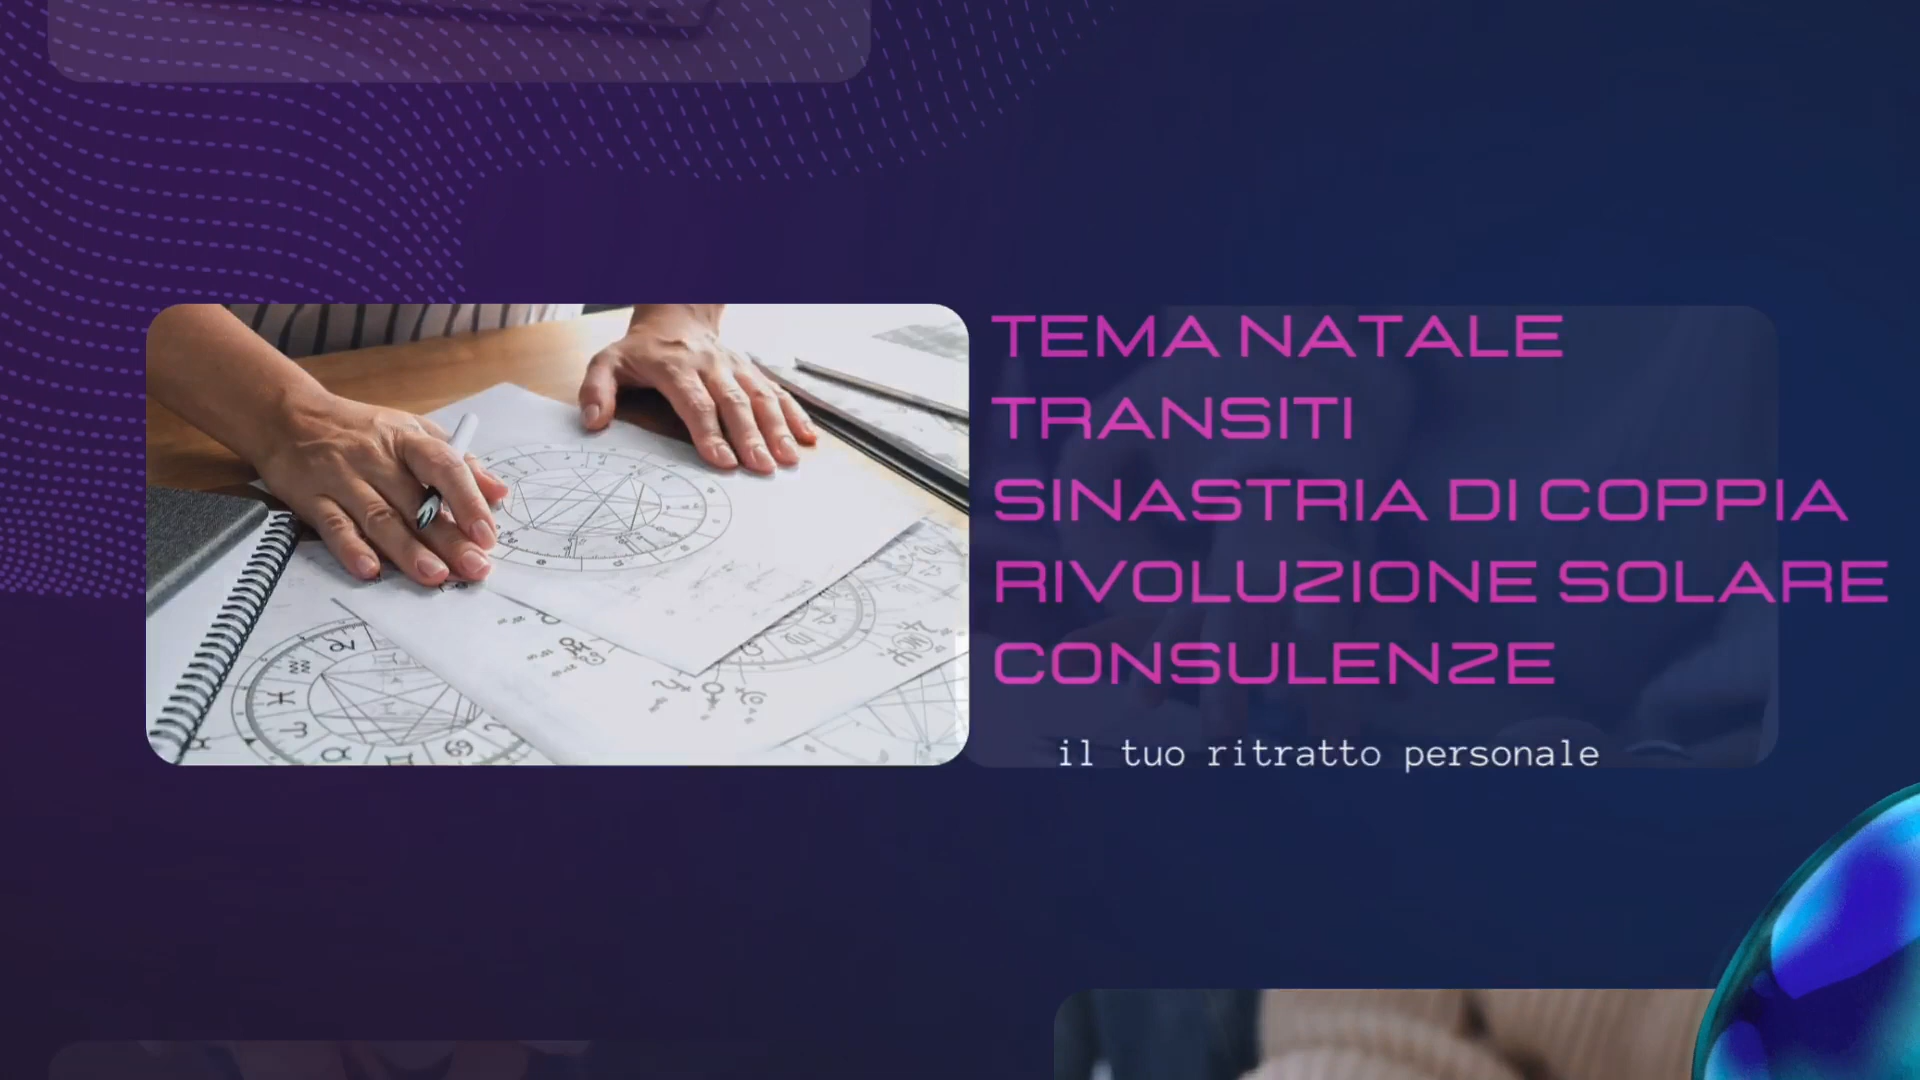 TEMA NATALE
TRANSITI
SINASTRIA DI COPPIA
RIVOLUZIONE SOLARE
CONSULENZE
il tuo ritratto personale